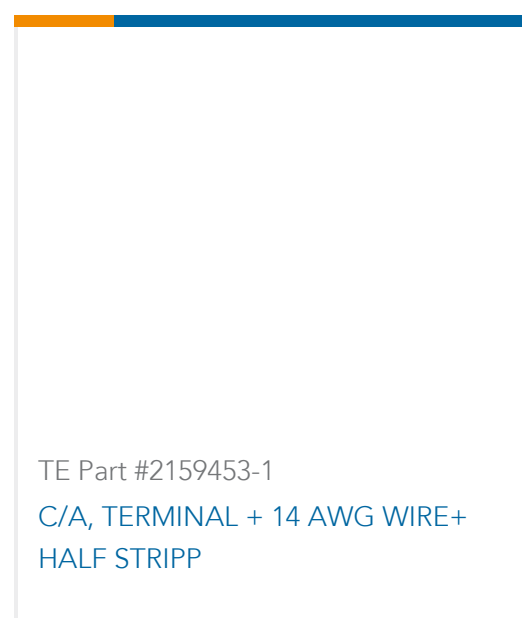 TE Part #2159453-1
C/A, TERMINAL + 14 AWG WIRE+
HALF STRIPP